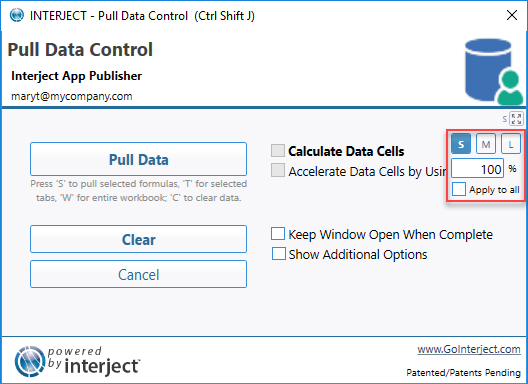 INTERJECT - Pull Data Control (Ctrl Shift J)
Pull Data Control
Interject App Publisher
maryt@mycompany.com
S
Pull Data
Press 'S' to pull selected formulas, 'T' for selected
tabs, 'W' for entire workbook; 'C' to clear data.
Calculate Data Cells
Accelerate Data Cells by Usin
S M L
100 %
Apply to all
Clear
Cancel
Keep Window Open When Complete
Show Additional Options
powered
by interject
www.GoInterject.com
Patented/Patents Pending